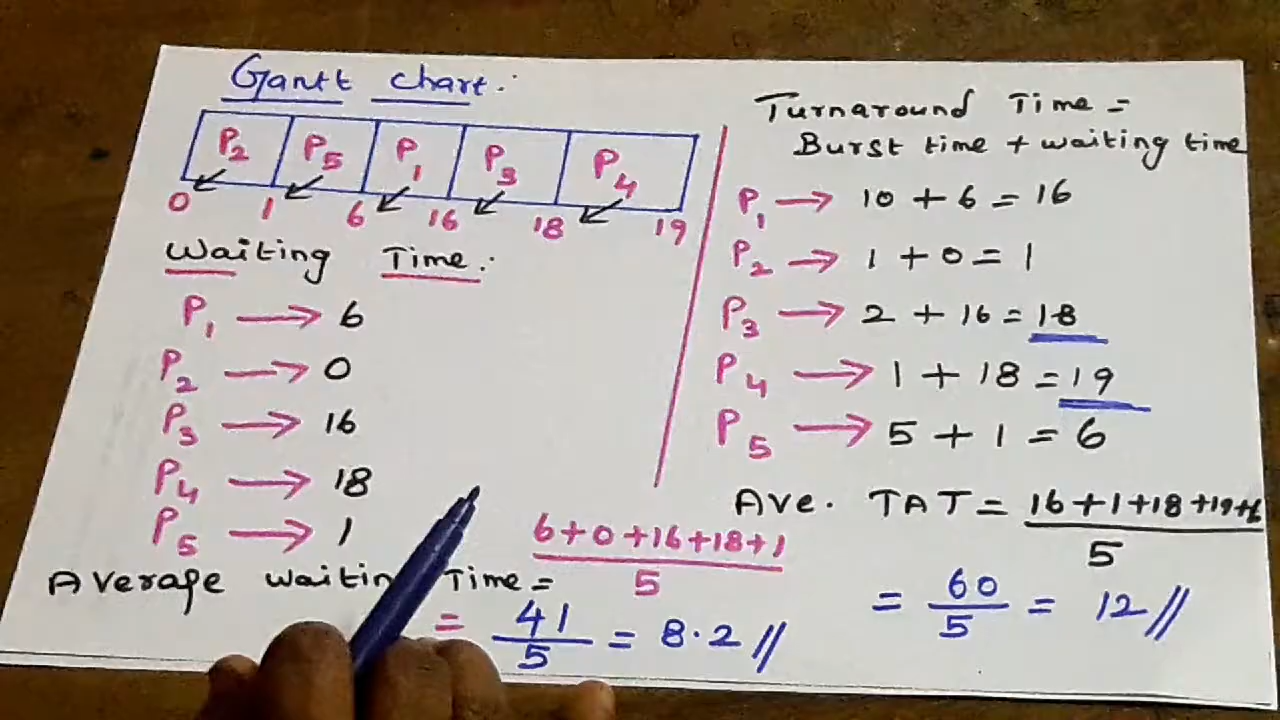 Gantt chart:
P2 P5 P1 P3 P4
0 1 6 16 18 19
Waiting Time:
P1 → 6
P2 → 0
P3 → 16
P4 → 18
P5 → 1
Average waiting Time = 6+0+16+18+1 / 5
= 41 / 5 = 8.2 //
Turnaround Time =
Burst time + waiting time
P1 → 10 + 6 = 16
P2 → 1 + 0 = 1
P3 → 2 + 16 = 18
P4 → 1 + 18 = 19
P5 → 5 + 1 = 6
Ave. TAT = 16+1+18+19+6 / 5
= 60 / 5 = 12 //